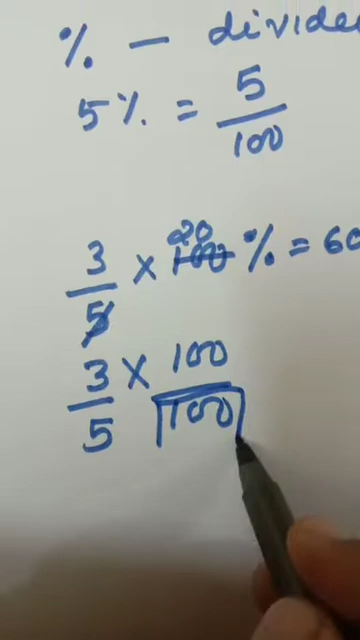 % — divide
5% = 5/100
3/5 × 100 20 % = 60
3/5 × 100/100